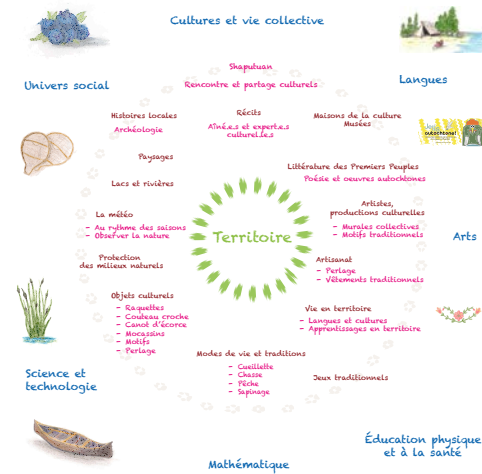 Cultures et vie collective
Univers social
Langues
Shaputuan
Rencontre et partage culturels
Histoires locales
Archéologie
Récits
Aîné.e.s et expert.e.s
culturel.le.s
Maisons de la culture
Musées
autochtone!
Paysages
Littérature des Premiers Peuples
Poésie et oeuvres autochtones
Lacs et rivières
La météo
- Au rythme des saisons
- Observer la nature
Artistes,
productions culturelles
- Murales collectives
- Motifs traditionnels
Territoire
Arts
Protection
des milieux naturels
Artisanat
- Perlage
- Vêtements traditionnels
Objets culturels
- Raquettes
- Couteau croche
- Canot d'écorce
- Mocassins
- Motifs
- Perlage
Vie en territoire
- Langues et cultures
- Apprentissages en territoire
Modes de vie et traditions
- Cueillette
- Chasse
- Pêche
- Sapinage
Jeux traditionnels
Science et
technologie
Éducation physique
et à la santé
Mathématique